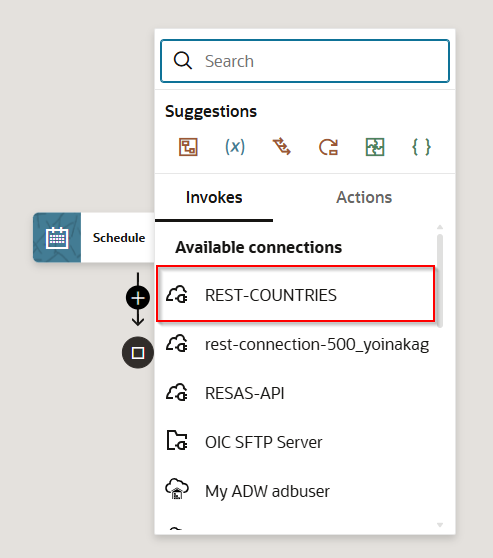 Search
Suggestions
(x)
{ }
Invokes
Actions
Schedule
Available connections
REST-COUNTRIES
rest-connection-500_yoinakag
RESAS-API
OIC SFTP Server
My ADW adbuser